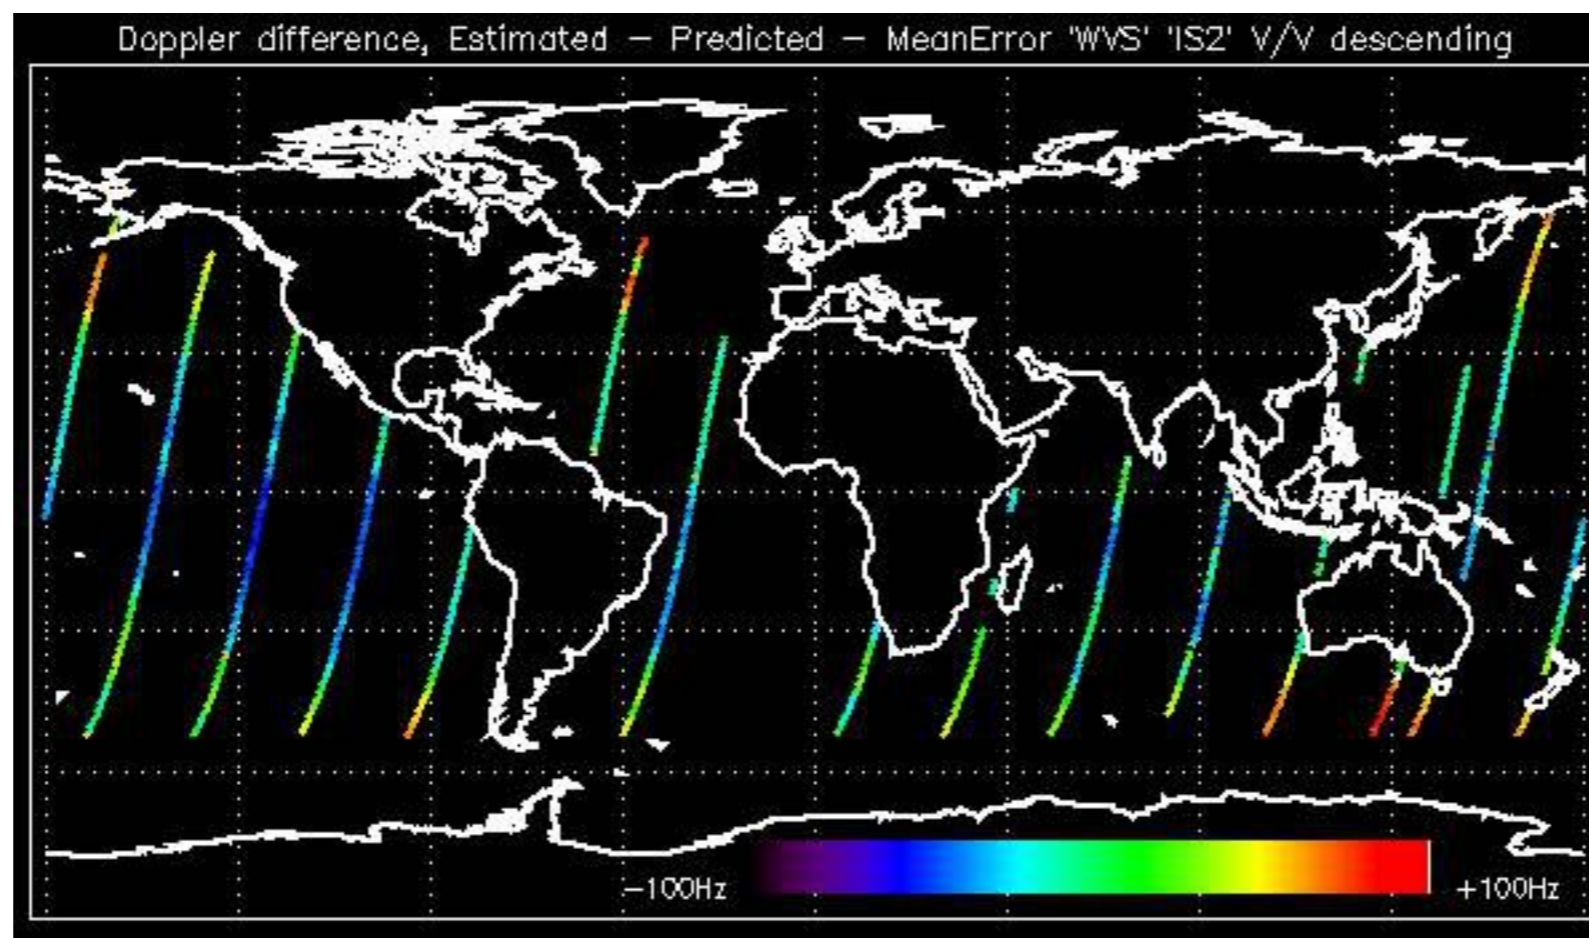 Doppler difference, Estimated - Predicted - MeanError 'WVS' 'IS2' V/V descending
-100Hz +100Hz